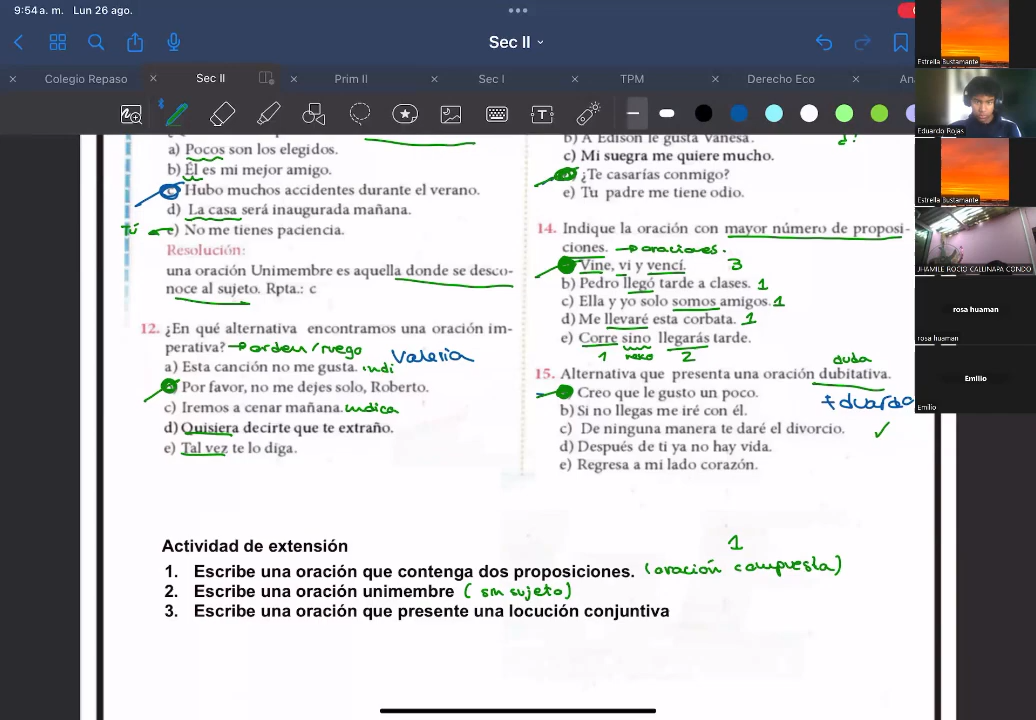 9:54 a. m.  Lun 26 ago.
Sec II
Colegio Repaso
Sec II
Prim II
Sec I
TPM
Derecho Eco
a) Pocos son los elegidos.
b) Él es mi mejor amigo.
Hubo muchos accidentes durante el verano.
d) La casa será inaugurada mañana.
Tú e) No me tienes paciencia.
Resolución:
una oración Unimembre es aquella donde se desco-
noce al sujeto. Rpta.: c
12. ¿En qué alternativa encontramos una oración im-
perativa? orden/ruego
Valeria
a) Esta canción no me gusta. indi
Por favor, no me dejes solo, Roberto.
c) Iremos a cenar mañana. indica
d) Quisiera decirte que te extraño.
e) Tal vez te lo diga.
b) A Edison le gusta Vanesa.
c) Mi suegra me quiere mucho.
¿Te casarías conmigo?
e) Tu padre me tiene odio.
14. Indique la oración con mayor número de proposi-
ciones. oraciones.
Vine, vi y vencí. 3
b) Pedro llegó tarde a clases. 1
c) Ella y yo solo somos amigos. 1
d) Me llevaré esta corbata. 1
e) Corre sino llegarás tarde.
1 nexo 2
duda
15. Alternativa que presenta una oración dubitativa.
Creo que le gusto un poco.
Eduardo
b) Si no llegas me iré con él.
c) De ninguna manera te daré el divorcio.
d) Después de ti ya no hay vida.
e) Regresa a mi lado corazón.
Actividad de extensión
1
1. Escribe una oración que contenga dos proposiciones. (oración compuesta)
2. Escribe una oración unimembre (sin sujeto)
3. Escribe una oración que presente una locución conjuntiva
Estrella Bustamante
Eduardo Rojas
Estrella Bustamante
JHAMILE ROCIO CALLINAPA CONDO
rosa huaman
rosa huaman
Emilio
Emilio